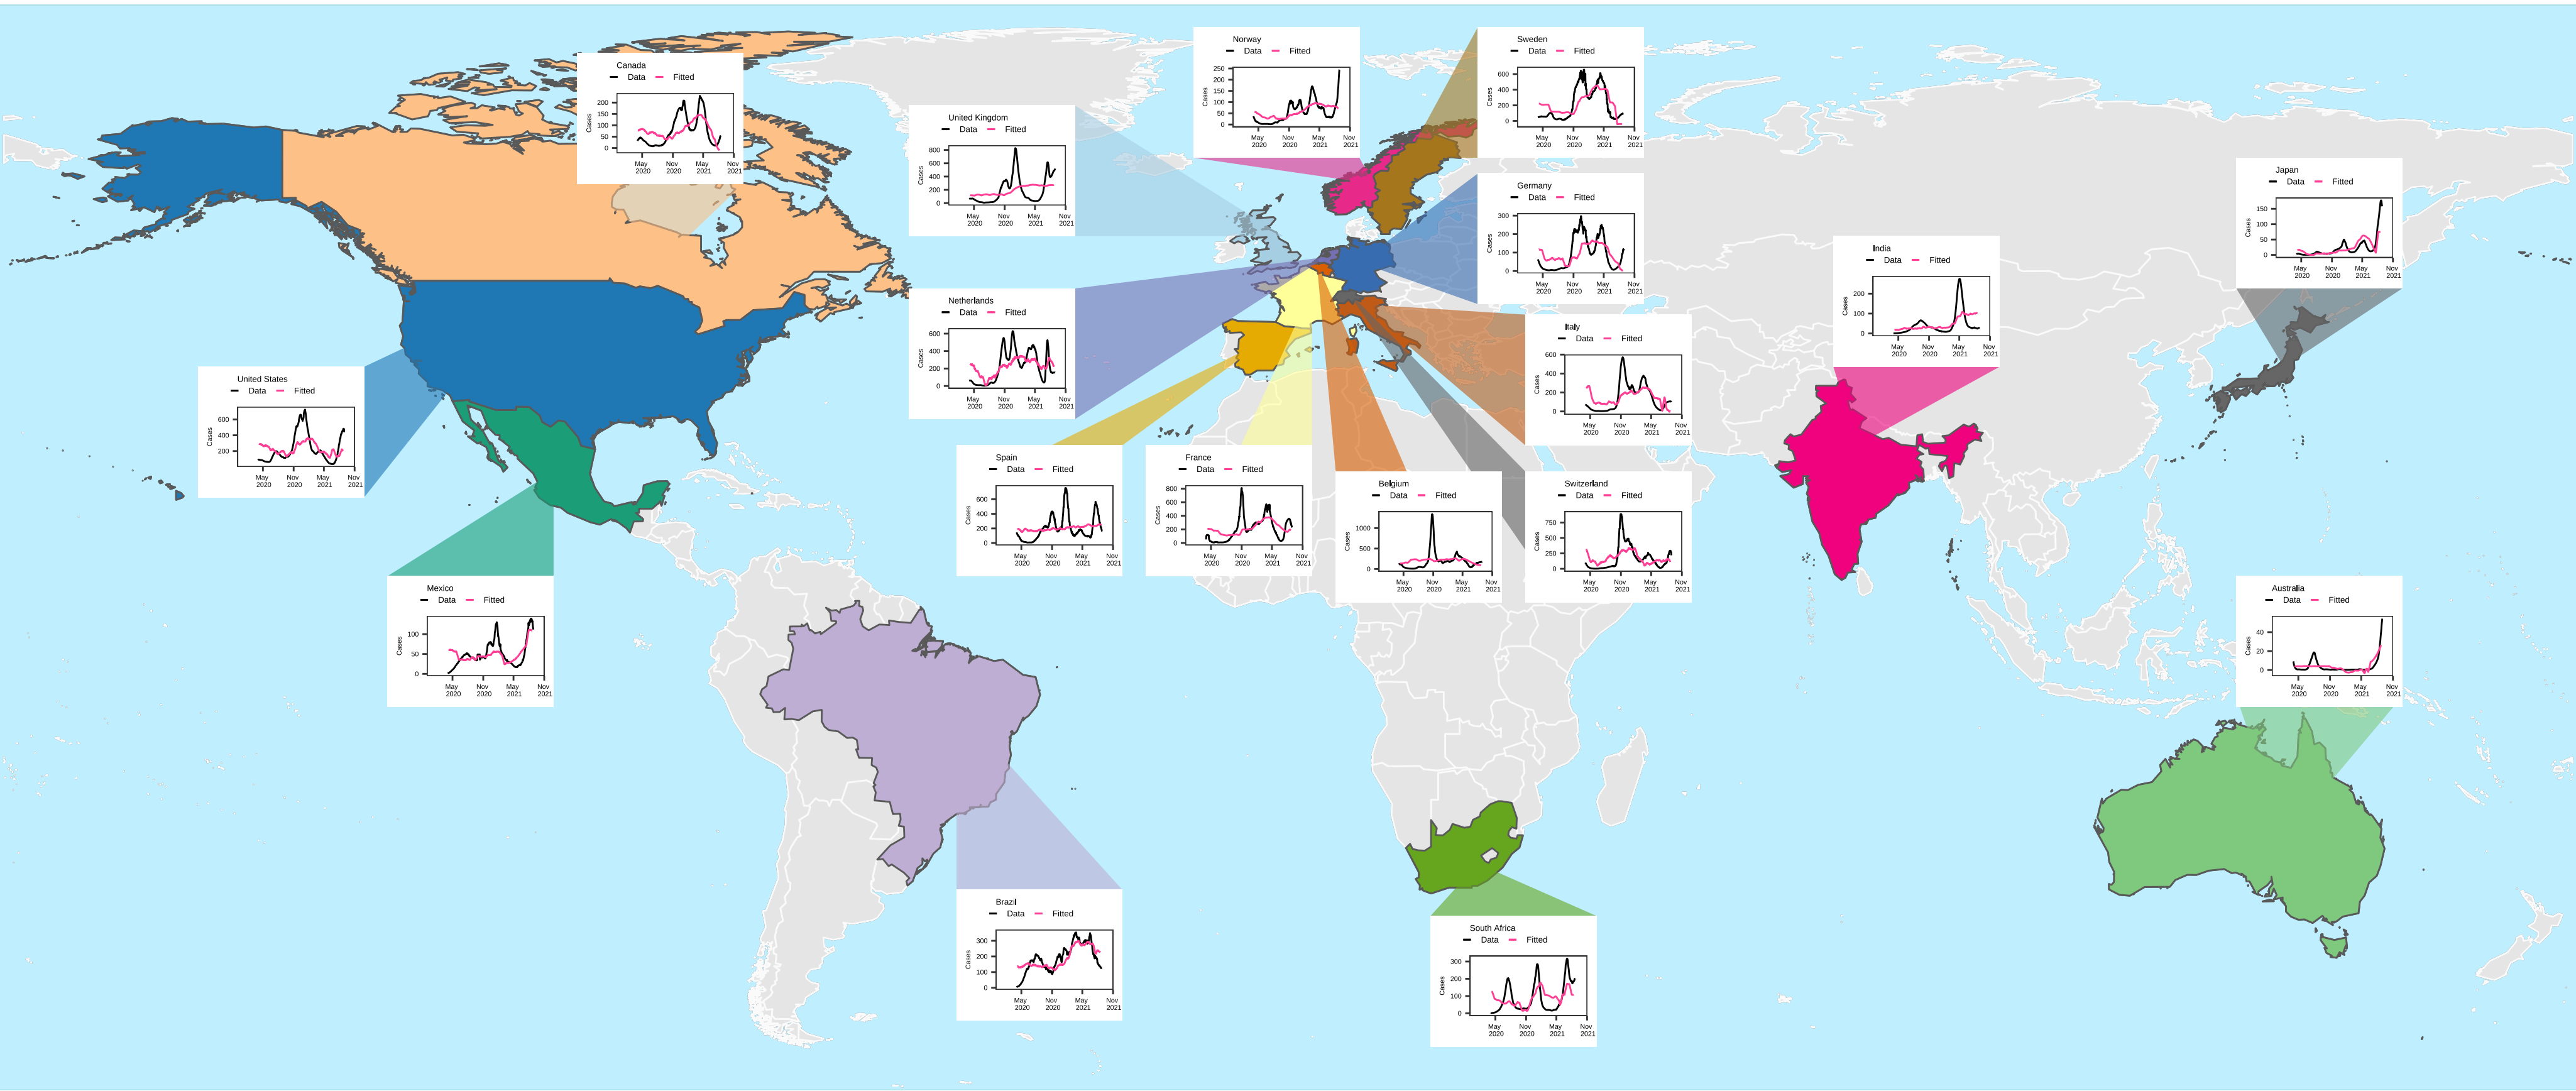 Canada
Data Fitted
Cases
200
150
100
50
0
May 2020 Nov 2020 May 2021 Nov 2021
Norway
Data Fitted
Cases
250
200
150
100
50
0
May 2020 Nov 2020 May 2021 Nov 2021
Sweden
Data Fitted
Cases
600
400
200
0
May 2020 Nov 2020 May 2021 Nov 2021
United Kingdom
Data Fitted
Cases
800
600
400
200
0
May 2020 Nov 2020 May 2021 Nov 2021
Germany
Data Fitted
Cases
300
200
100
0
May 2020 Nov 2020 May 2021 Nov 2021
Japan
Data Fitted
Cases
150
100
50
0
May 2020 Nov 2020 May 2021 Nov 2021
India
Data Fitted
Cases
200
100
0
May 2020 Nov 2020 May 2021 Nov 2021
Netherlands
Data Fitted
Cases
600
400
200
0
May 2020 Nov 2020 May 2021 Nov 2021
Italy
Data Fitted
Cases
600
400
200
0
May 2020 Nov 2020 May 2021 Nov 2021
United States
Data Fitted
Cases
600
400
200
May 2020 Nov 2020 May 2021 Nov 2021
Spain
Data Fitted
Cases
600
400
200
0
May 2020 Nov 2020 May 2021 Nov 2021
France
Data Fitted
Cases
800
600
400
200
0
May 2020 Nov 2020 May 2021 Nov 2021
Belgium
Data Fitted
Cases
1000
500
0
May 2020 Nov 2020 May 2021 Nov 2021
Switzerland
Data Fitted
Cases
750
500
250
0
May 2020 Nov 2020 May 2021 Nov 2021
Mexico
Data Fitted
Cases
100
50
0
May 2020 Nov 2020 May 2021 Nov 2021
Australia
Data Fitted
Cases
40
20
0
May 2020 Nov 2020 May 2021 Nov 2021
Brazil
Data Fitted
Cases
300
200
100
0
May 2020 Nov 2020 May 2021 Nov 2021
South Africa
Data Fitted
Cases
300
200
100
0
May 2020 Nov 2020 May 2021 Nov 2021